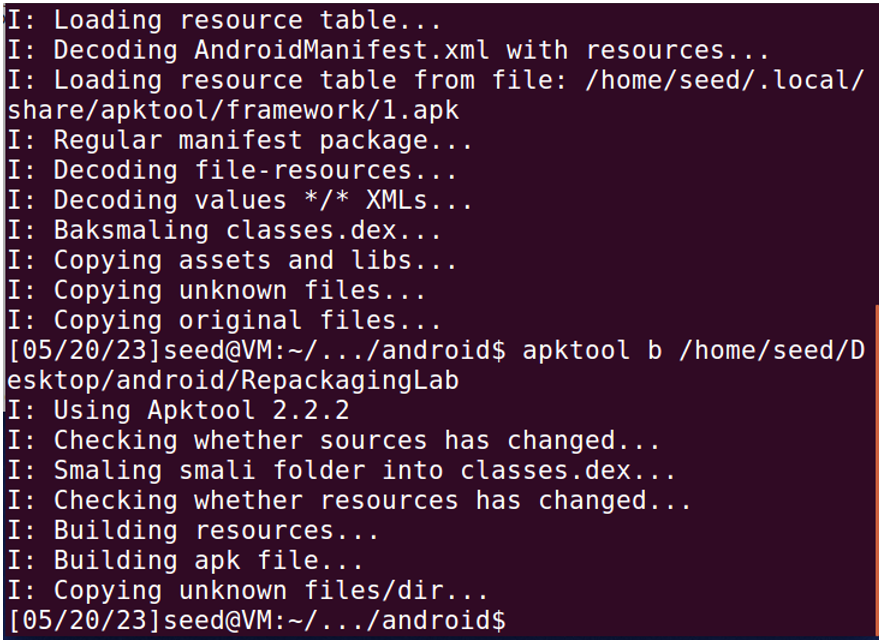 I: Loading resource table...
I: Decoding AndroidManifest.xml with resources...
I: Loading resource table from file: /home/seed/.local/
share/apktool/framework/1.apk
I: Regular manifest package...
I: Decoding file-resources...
I: Decoding values */* XMLs...
I: Baksmaling classes.dex...
I: Copying assets and libs...
I: Copying unknown files...
I: Copying original files...
[05/20/23]seed@VM:~/.../android$ apktool b /home/seed/D
esktop/android/RepackagingLab
I: Using Apktool 2.2.2
I: Checking whether sources has changed...
I: Smaling smali folder into classes.dex...
I: Checking whether resources has changed...
I: Building resources...
I: Building apk file...
I: Copying unknown files/dir...
[05/20/23]seed@VM:~/.../android$